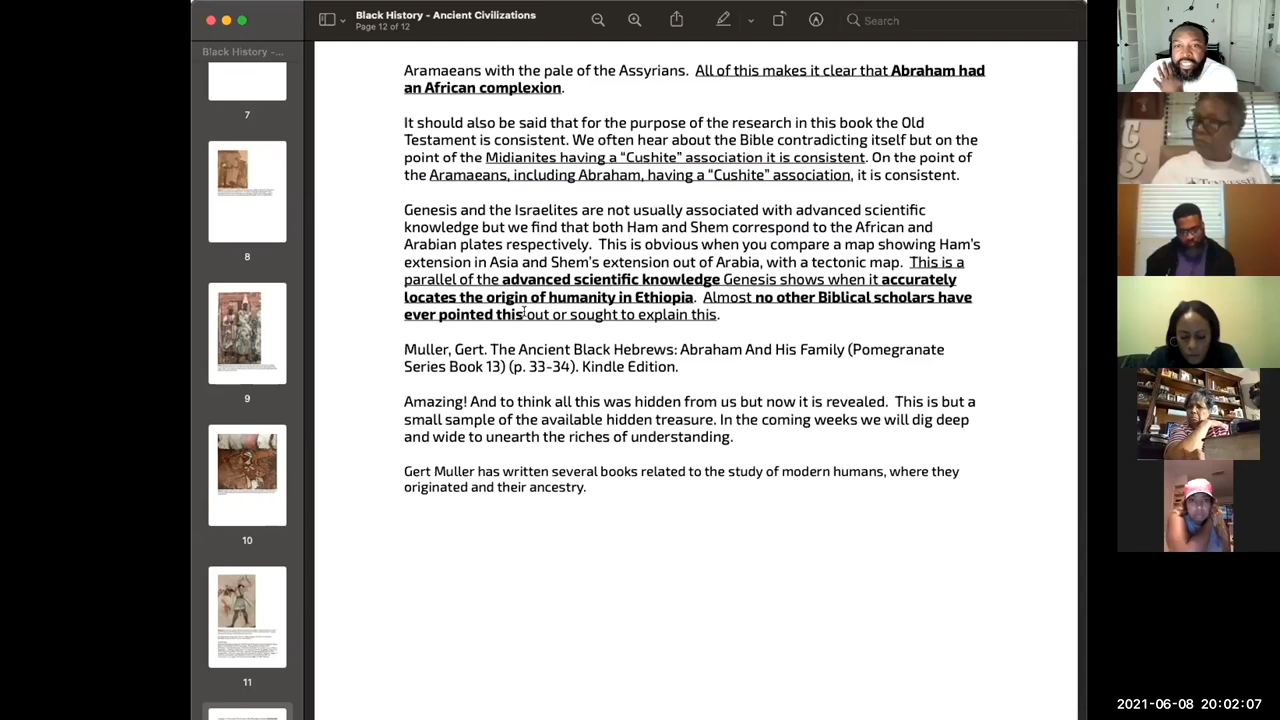 Black History - Ancient Civilizations
Page 12 of 12
Search
Black History -...
7
8
9
10
11
Aramaeans with the pale of the Assyrians. All of this makes it clear that Abraham had
an African complexion.
It should also be said that for the purpose of the research in this book the Old
Testament is consistent. We often hear about the Bible contradicting itself but on the
point of the Midianites having a “Cushite” association it is consistent. On the point of
the Aramaeans, including Abraham, having a “Cushite” association, it is consistent.
Genesis and the Israelites are not usually associated with advanced scientific
knowledge but we find that both Ham and Shem correspond to the African and
Arabian plates respectively. This is obvious when you compare a map showing Ham’s
extension in Asia and Shem’s extension out of Arabia, with a tectonic map. This is a
parallel of the advanced scientific knowledge Genesis shows when it accurately
locates the origin of humanity in Ethiopia. Almost no other Biblical scholars have
ever pointed this out or sought to explain this.
Muller, Gert. The Ancient Black Hebrews: Abraham And His Family (Pomegranate
Series Book 13) (p. 33-34). Kindle Edition.
Amazing! And to think all this was hidden from us but now it is revealed. This is but a
small sample of the available hidden treasure. In the coming weeks we will dig deep
and wide to unearth the riches of understanding.
Gert Muller has written several books related to the study of modern humans, where they
originated and their ancestry.
2021-06-08 20:02:07